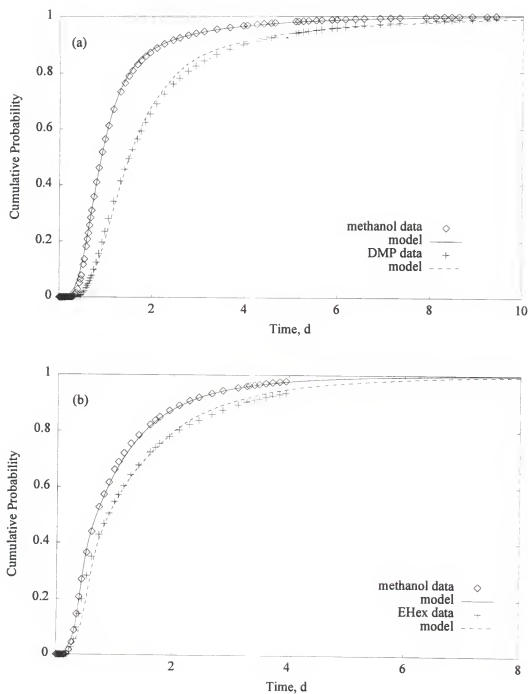 (a)
1
0.8
0.6
0.4
0.2
0
Cumulative Probability
methanol data
model
DMP data
model
2
4
6
8
10
Time, d
(b)
1
0.8
0.6
0.4
0.2
0
Cumulative Probability
methanol data
model
EHex data
model
2
4
6
8
Time, d